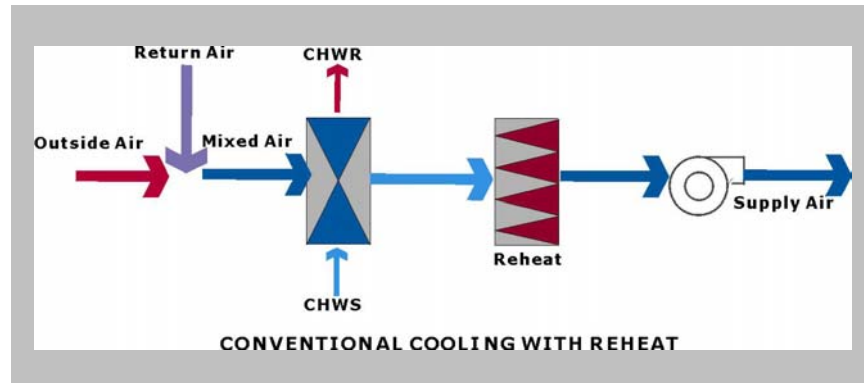 Return Air
CHWR
Outside Air
Mixed Air
Supply Air
Reheat
CHWS
CONVENTIONAL COOLING WITH REHEAT